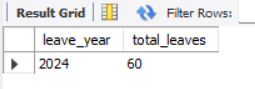 Result Grid Filter Rows:
leave_year total_leaves
2024 60